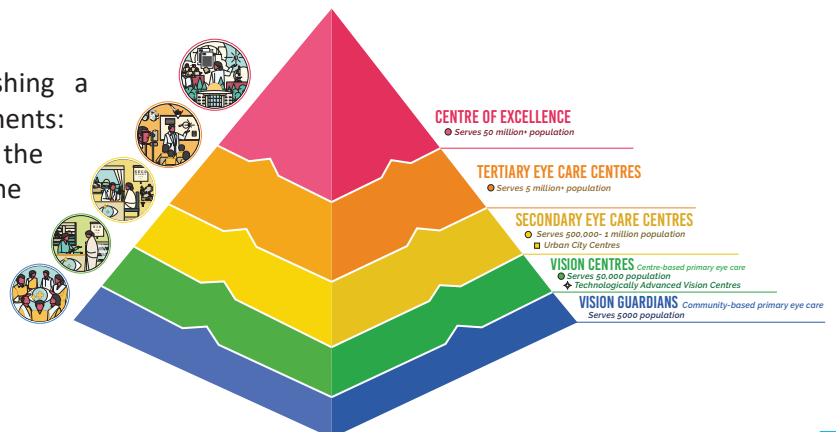 shing a
nents:
the
ne
CENTRE OF EXCELLENCE
Serves 50 million+ population
TERTIARY EYE CARE CENTRES
Serves 5 million+ population
SECONDARY EYE CARE CENTRES
Serves 500,000- 1 million population
Urban City Centres
VISION CENTRES Centre-based primary eye care
Serves 50,000 population
Technologically Advanced Vision Centres
VISION GUARDIANS Community-based primary eye care
Serves 5000 population